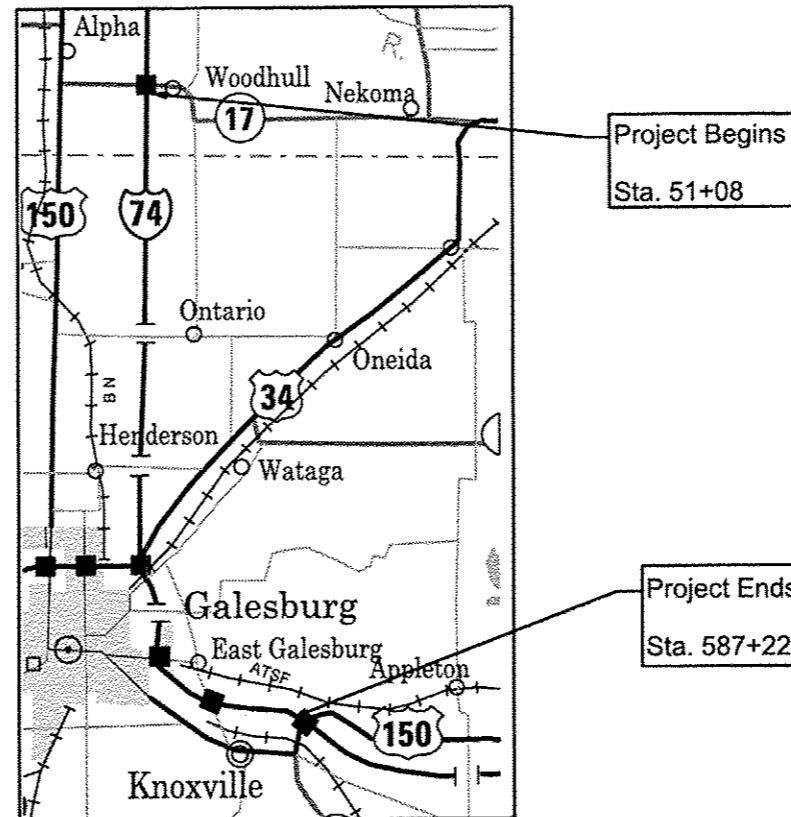 Alpha
R.
Woodhull
Nekoma
17
Project Begins
Sta. 51+08
150
74
Ontario
Oneida
BN
34
Henderson
Wataga
Galesburg
Project Ends
Sta. 587+22
East Galesburg
ATSF
Appleton
150
Knoxville